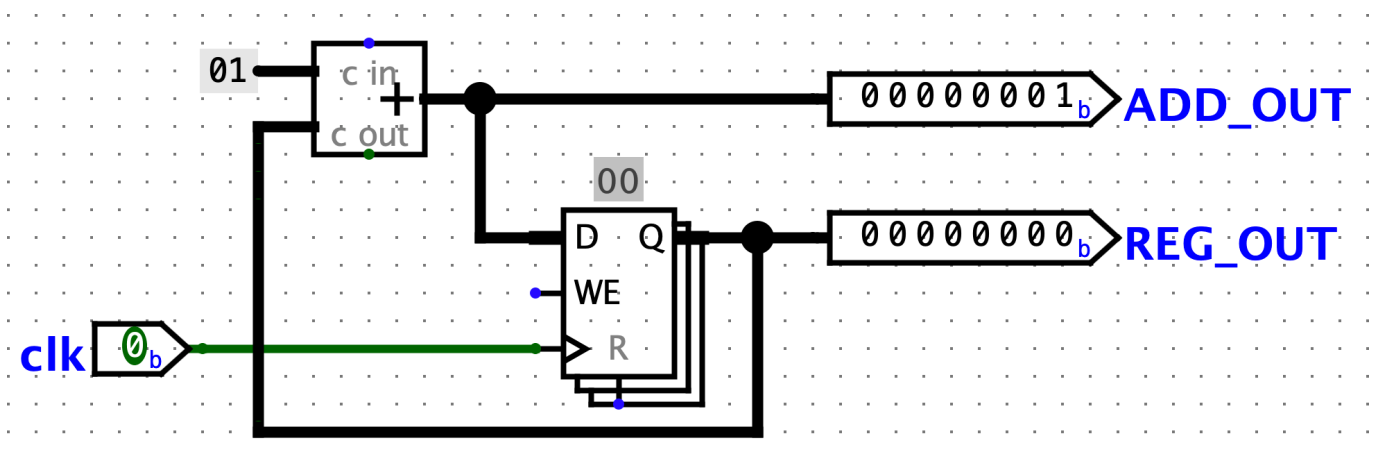 01
c in
+
c out
00000001b
ADD_OUT
00
D Q
WE
R
00000000b
REG_OUT
clk
0b